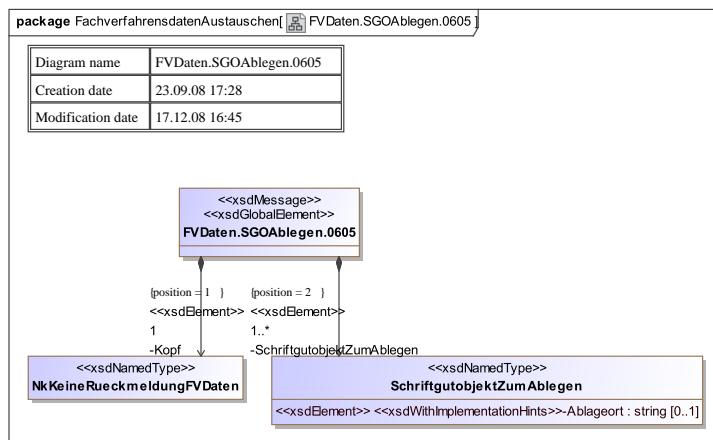 package FachverfahrensdatenAustauschen[ FVDaten.SGOAblegen.0605 ]
Diagram name FVDaten.SGOAblegen.0605
Creation date 23.09.08 17:28
Modification date 17.12.08 16:45
<<xsdMessage>>
<<xsdGlobalElement>>
FVDaten.SGOAblegen.0605
{position = 1 } {position = 2 }
<<xsdElement>> <<xsdElement>>
1 1..*
-Kopf -SchriftgutobjektZumAblegen
<<xsdNamedType>>
NkKeineRueckmeldungFVDaten
<<xsdNamedType>>
SchriftgutobjektZumAblegen
<<xsdElement>> <<xsdWithImplementationHints>>-Ablageort : string [0..1]